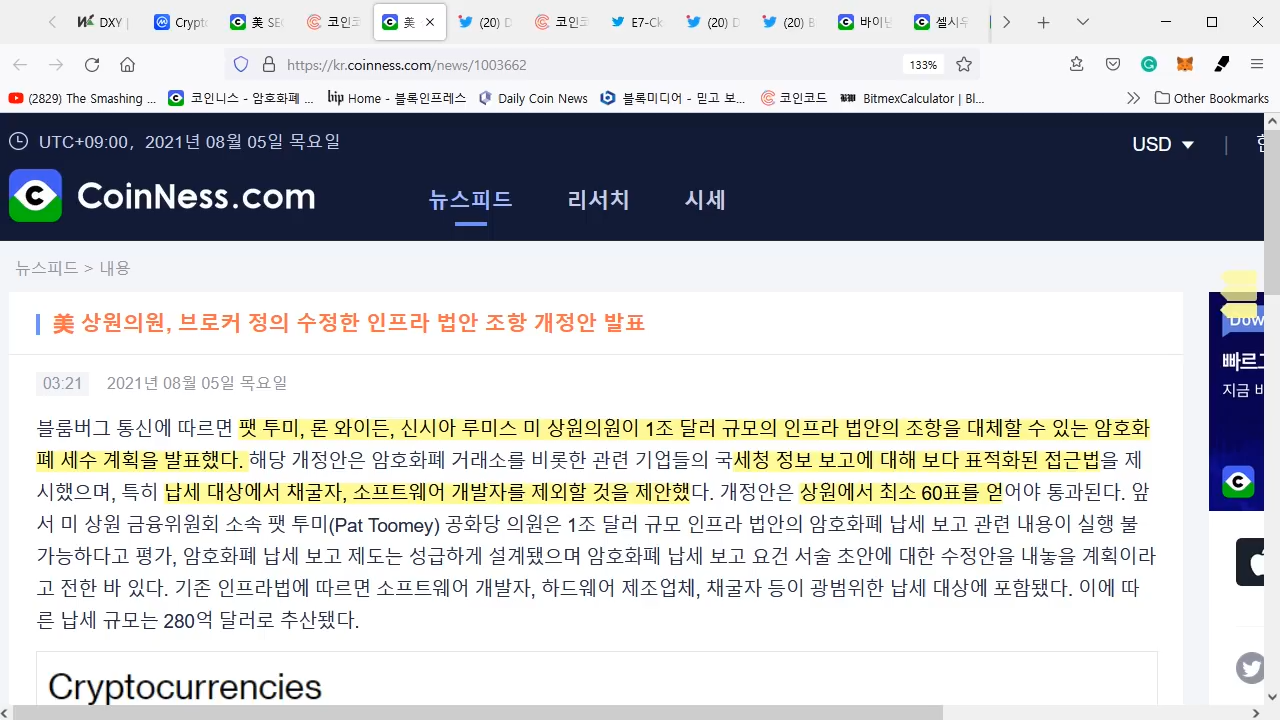 DXY
Crypto
美 SEC
코인코
美
(20) D
코인코
E7-Ck
(20) D
(20) B
바이낸
셀시우
https://kr.coinness.com/news/1003662
133%
(2829) The Smashing ...
코인니스 - 암호화폐 ...
bip Home - 블록인프레스
Daily Coin News
블록미디어 - 믿고 보...
코인코드
BitmexCalculator | Bl...
Other Bookmarks
UTC+09:00, 2021년 08월 05일 목요일
USD
CoinNess.com
뉴스피드
리서치
시세
뉴스피드 > 내용
美 상원의원, 브로커 정의 수정한 인프라 법안 조항 개정안 발표
03:21 2021년 08월 05일 목요일
블룸버그 통신에 따르면 팻 투미, 론 와이든, 신시아 루미스 미 상원의원이 1조 달러 규모의 인프라 법안의 조항을 대체할 수 있는 암호화
폐 세수 계획을 발표했다. 해당 개정안은 암호화폐 거래소를 비롯한 관련 기업들의 국세청 정보 보고에 대해 보다 표적화된 접근법을 제
시했으며, 특히 납세 대상에서 채굴자, 소프트웨어 개발자를 제외할 것을 제안했다. 개정안은 상원에서 최소 60표를 얻어야 통과된다. 앞
서 미 상원 금융위원회 소속 팻 투미(Pat Toomey) 공화당 의원은 1조 달러 규모 인프라 법안의 암호화폐 납세 보고 관련 내용이 실행 불
가능하다고 평가, 암호화폐 납세 보고 제도는 성급하게 설계됐으며 암호화폐 납세 보고 요건 서술 초안에 대한 수정안을 내놓을 계획이라
고 전한 바 있다. 기존 인프라법에 따르면 소프트웨어 개발자, 하드웨어 제조업체, 채굴자 등이 광범위한 납세 대상에 포함됐다. 이에 따
른 납세 규모는 280억 달러로 추산됐다.
Cryptocurrencies
Dow
빠르
지금